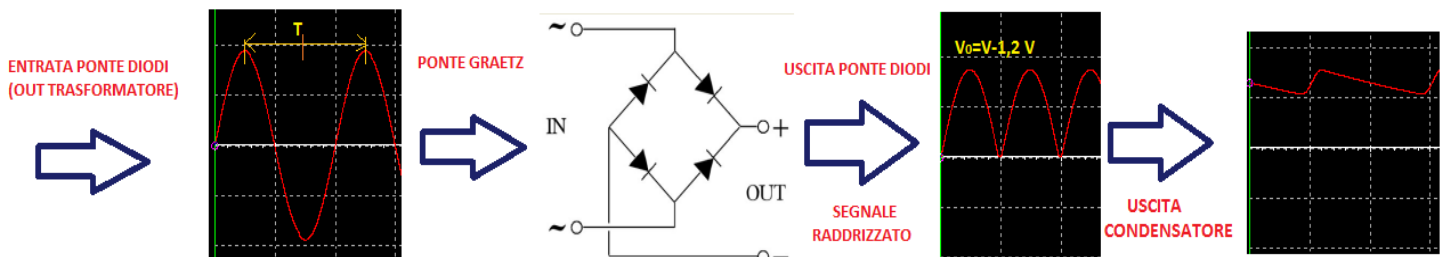 ENTRATA PONTE DIODI
(OUT TRASFORMATORE)
T
PONTE GRAETZ
~
IN
+
OUT
~
−
USCITA PONTE DIODI
SEGNALE
RADDRIZZATO
V0=V-1,2 V
USCITA
CONDENSATORE